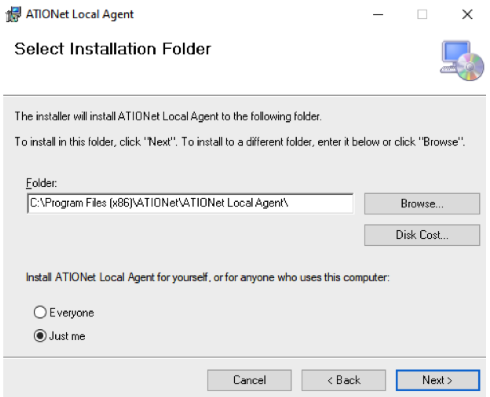 ATIONet Local Agent
Select Installation Folder
The installer will install ATIONet Local Agent to the following folder.
To install in this folder, click "Next". To install to a different folder, enter it below or click "Browse".
Folder:
C:\Program Files (x86)\ATIONet\ATIONet Local Agent\
Browse...
Disk Cost...
Install ATIONet Local Agent for yourself, or for anyone who uses this computer:
Everyone
Just me
Cancel
< Back
Next >